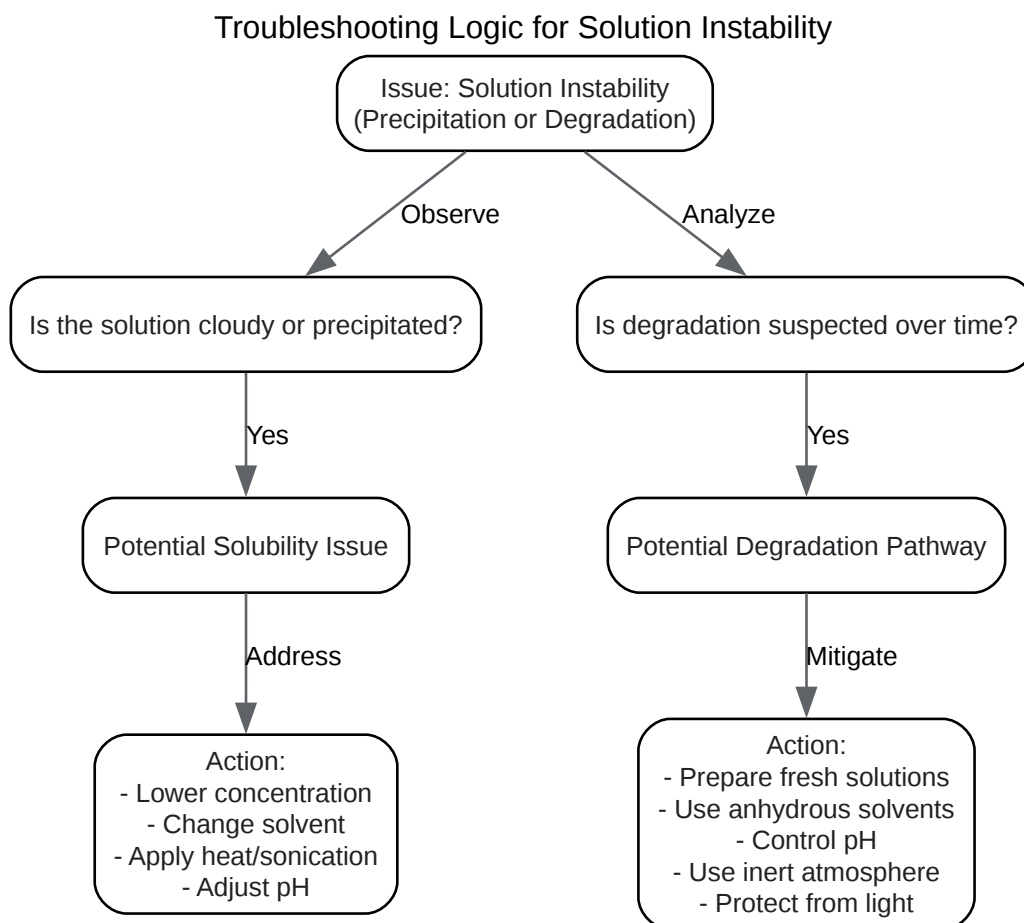 Troubleshooting Logic for Solution Instability
Issue: Solution Instability
(Precipitation or Degradation)
Observe
Analyze
Is the solution cloudy or precipitated?
Is degradation suspected over time?
Yes
Yes
Potential Solubility Issue
Potential Degradation Pathway
Address
Mitigate
Action:
- Lower concentration
- Change solvent
- Apply heat/sonication
- Adjust pH
Action:
- Prepare fresh solutions
- Use anhydrous solvents
- Control pH
- Use inert atmosphere
- Protect from light